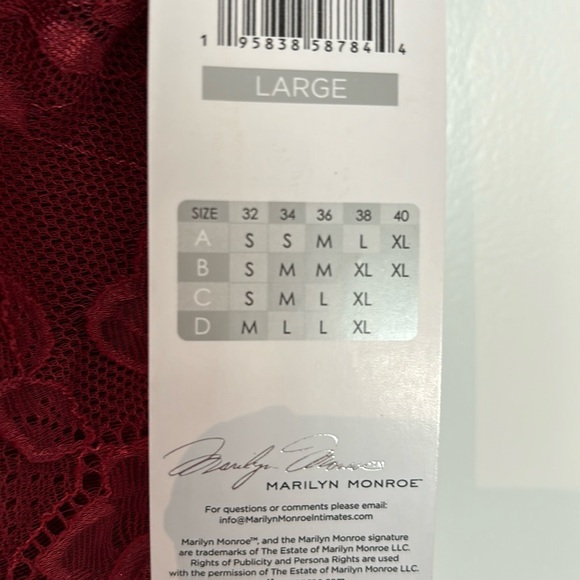 1 95838 58784 4
LARGE
SIZE 32 34 36 38 40
A S S M L XL
B S M M XL XL
C S M L XL
D M L L XL
Marilyn Monroe
MARILYN MONROE™
For questions or comments please email:
info@MarilynMonroeIntimates.com
Marilyn Monroe™, and the Marilyn Monroe signature
are trademarks of The Estate of Marilyn Monroe LLC.
Rights of Publicity and Persona Rights are used
with the permission of The Estate of Marilyn Monroe LLC.